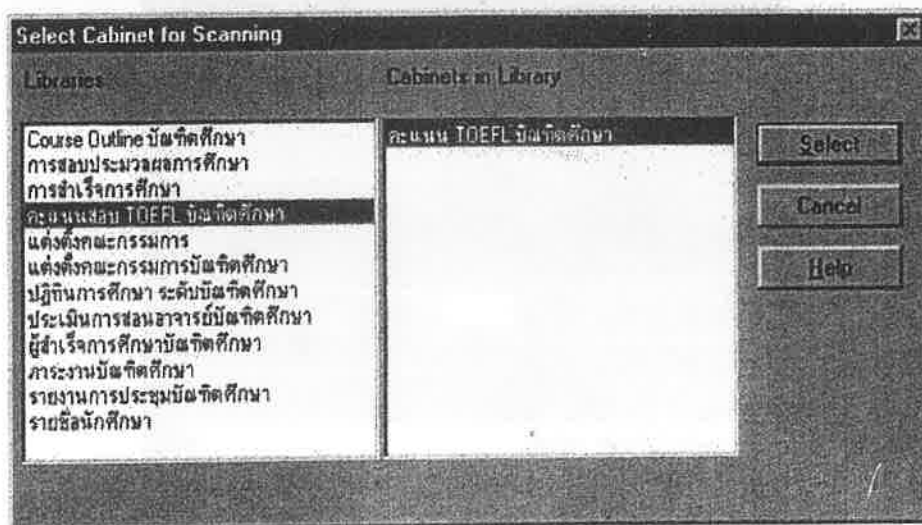 Select Cabinet for Scanning
Libraries
Cabinets in Library
Course Outline บัณฑิตศึกษา
การสอบประมวลผลการศึกษา
การสำเร็จการศึกษา
คะแนนสอบ TOEFL บัณฑิตศึกษา
แต่งตั้งคณะกรรมการ
แต่งตั้งคณะกรรมการบัณฑิตศึกษา
ปฎิทินการศึกษา ระดับบัณฑิตศึกษา
ประเมินการสอนอาจารย์บัณฑิตศึกษา
ผู้สำเร็จการศึกษาบัณฑิตศึกษา
ภาระงานบัณฑิตศึกษา
รายงานการประชุมบัณฑิตศึกษา
รายชื่อนักศึกษา
คะแนน TOEFL บัณฑิตศึกษา
Select
Cancel
Help